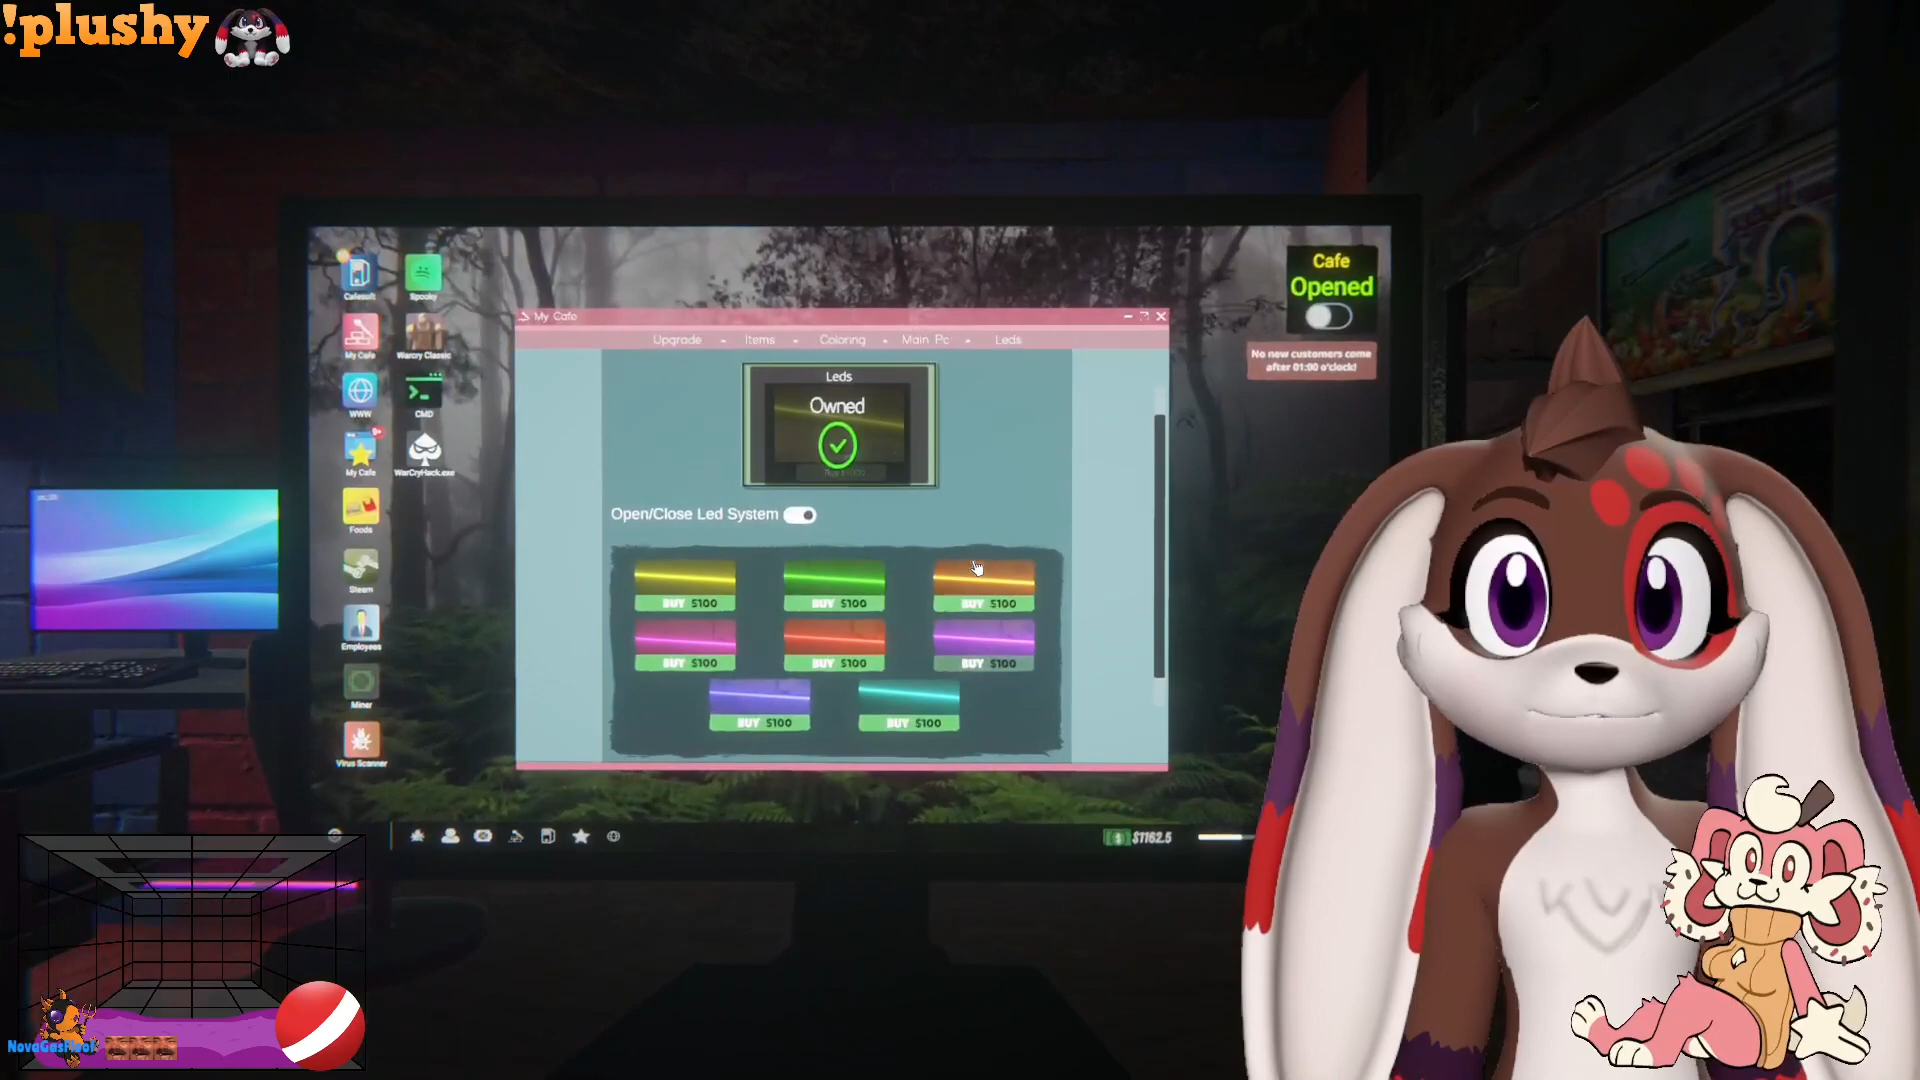 !plushy
Cafesoft
Spooky
My Cafe
Warcry Classic
WWW
CMD
9+
My Cafe
WarCryHack.exe
Foods
Steam
Employees
Miner
Virus Scanner
My Cafe
Upgrade - Items - Coloring - Main Pc - Leds
Leds
Owned
Open/Close Led System
BUY $100
BUY $100
BUY $100
BUY $100
BUY $100
BUY $100
BUY $100
BUY $100
Cafe
Opened
No new customers come
after 01:00 o'clock!
$1162.5